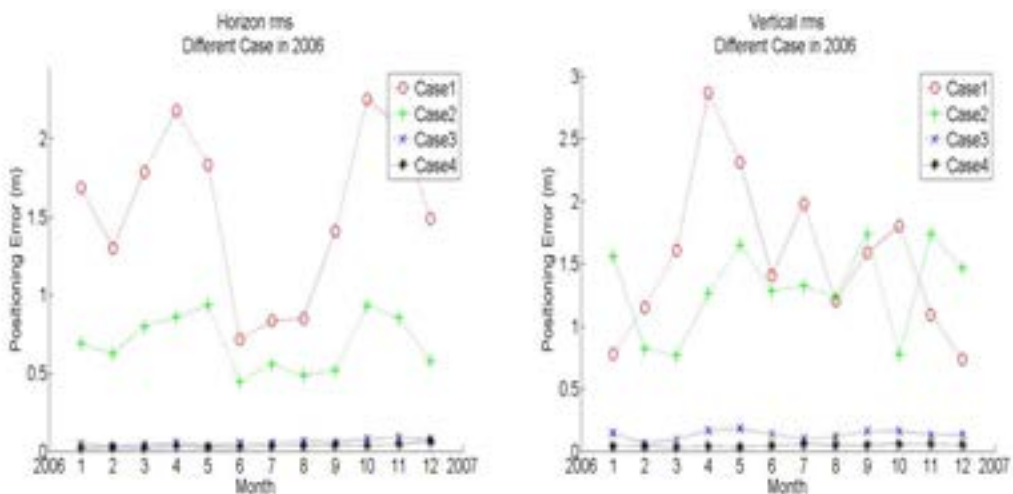 Horizon rms
Different Case in 2006
Positioning Error (m)
2
1.5
1
0.5
0
Case1
Case2
Case3
Case4
2006 1 2 3 4 5 6 7 8 9 10 11 12 2007
Month
Vertical rms
Different Case in 2006
Positioning Error (m)
3
2.5
2
1.5
1
0.5
0
Case1
Case2
Case3
Case4
2006 1 2 3 4 5 6 7 8 9 10 11 12 2007
Month